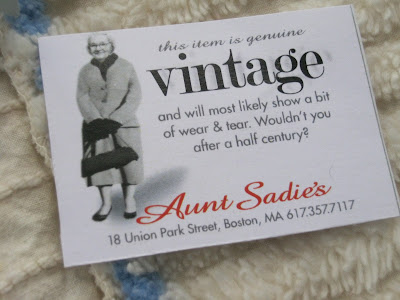 this item is genuine
vintage
and will most likely show a bit
of wear & tear. Wouldn't you
after a half century?
Aunt Sadie's
18 Union Park Street, Boston, MA 617.357.7117